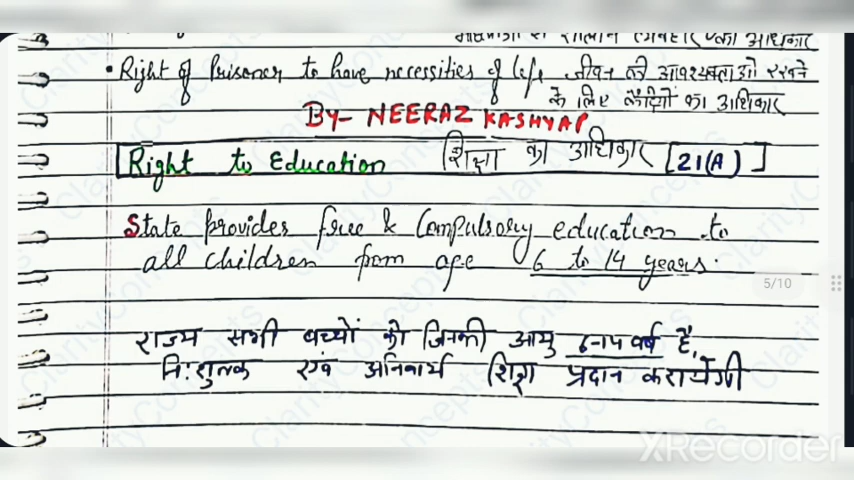 • Right of Prisoner to have necessities of life जीवन की आवश्यकताओं रखने
के लिए कैदियों का अधिकार
By- NEERAZ KASHYAP
Right to Education शिक्षा का अधिकार [21(A)]
State provides free & Compulsory education to
all children from age 6 to 14 years.
5/10
राज्य सभी बच्चों को जिनकी आयु 6-14 वर्ष है,
नि:शुल्क एवं अनिवार्य शिक्षा प्रदान करायेगी
XRecorder